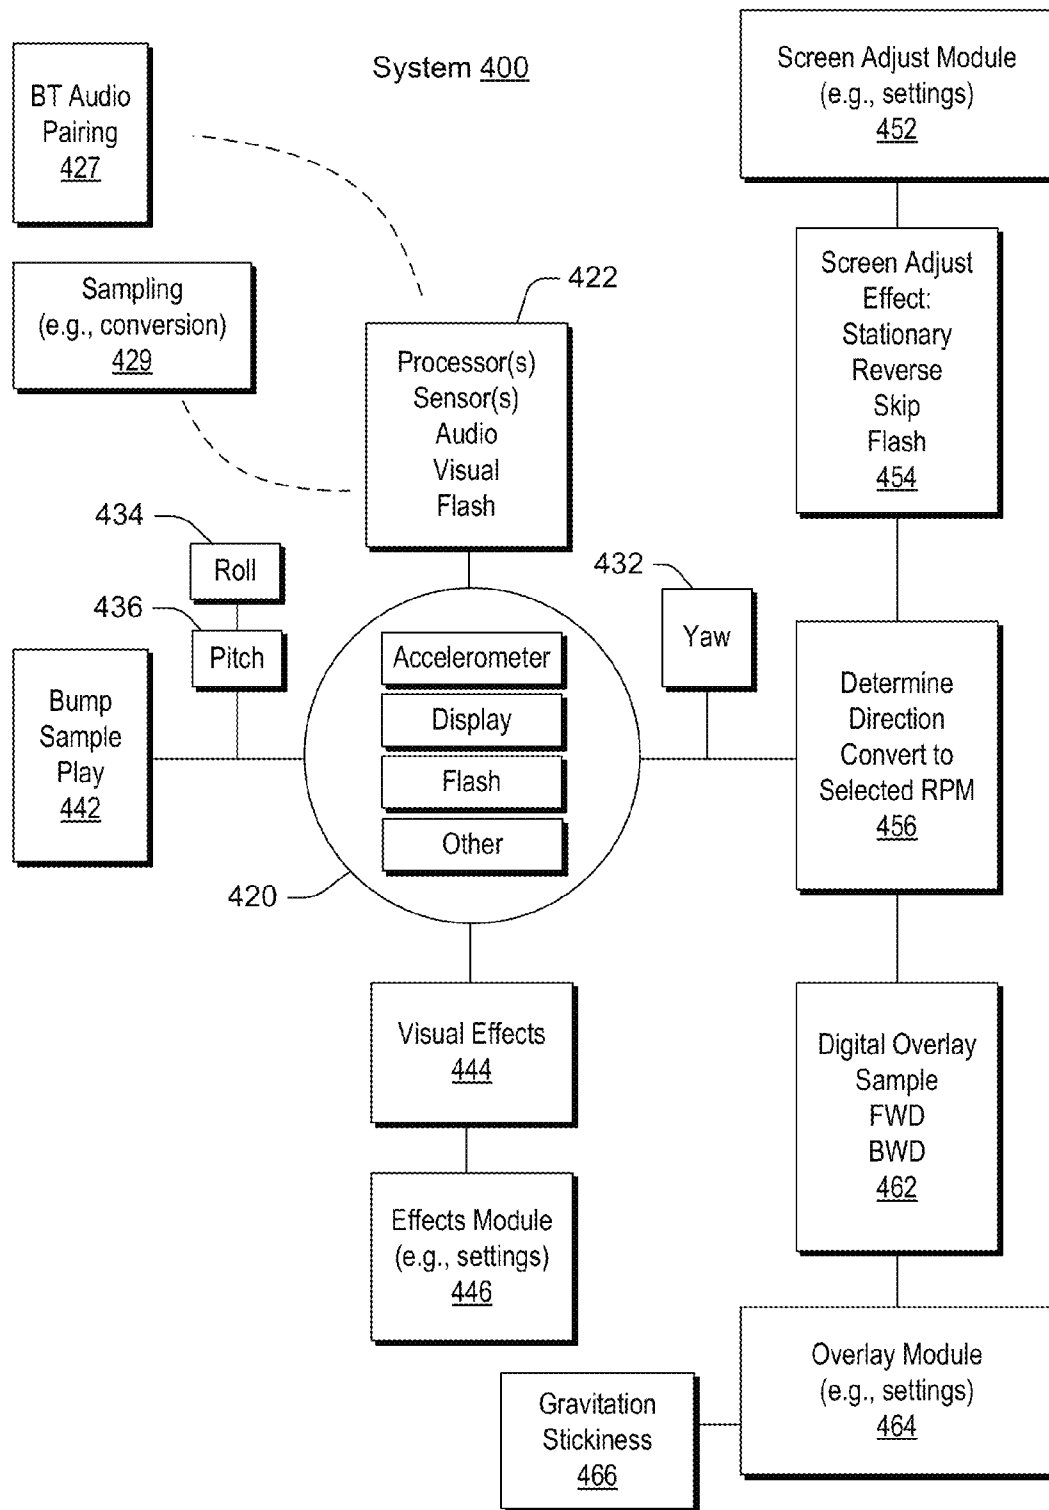 System 400
BT Audio
Pairing
427
Sampling
(e.g., conversion)
429
422
Processor(s)
Sensor(s)
Audio
Visual
Flash
Screen Adjust Module
(e.g., settings)
452
Screen Adjust
Effect:
Stationary
Reverse
Skip
Flash
454
434
Roll
436
Pitch
432
Yaw
Bump
Sample
Play
442
Accelerometer
Display
Flash
Other
420
Determine
Direction
Convert to
Selected RPM
456
Visual Effects
444
Effects Module
(e.g., settings)
446
Digital Overlay
Sample
FWD
BWD
462
Overlay Module
(e.g., settings)
464
Gravitation
Stickiness
466